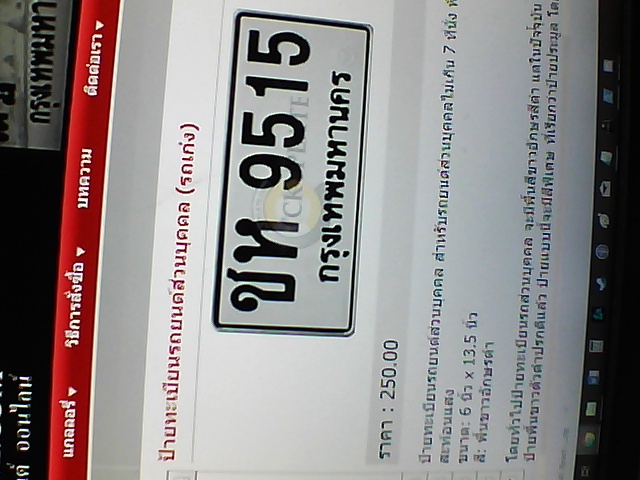 กรุงเทพมหา
ออนไลน์
แกลลอรี่ ▾ วิธีการสั่งซื้อ ▾ บทความ ติดต่อเรา ▾
ป้ายทะเบียนรถยนต์ส่วนบุคคล (รถเก๋ง)
ชห 9515
กรุงเทพมหานคร
ราคา : 250.00
ป้ายทะเบียนรถยนต์ส่วนบุคคล สำหรับรถยนต์ส่วนบุคคลไม่เกิน 7 ที่นั่ง
สะท้อนแสง
ขนาด: 6 นิ้ว x 13.5 นิ้ว
สี: พื้นขาวอักษรดำ
โดยทั่วไปป้ายทะเบียนรถส่วนบุคคล จะมีพื้นสีขาวอักษรสีดำ แต่ในปัจจุบัน
ป้ายพื้นขาวตัวดำปรกติแล้ว ป้ายแบบนี้จะมีสีพิเศษ ที่เรียกว่าป้ายประมูล โด